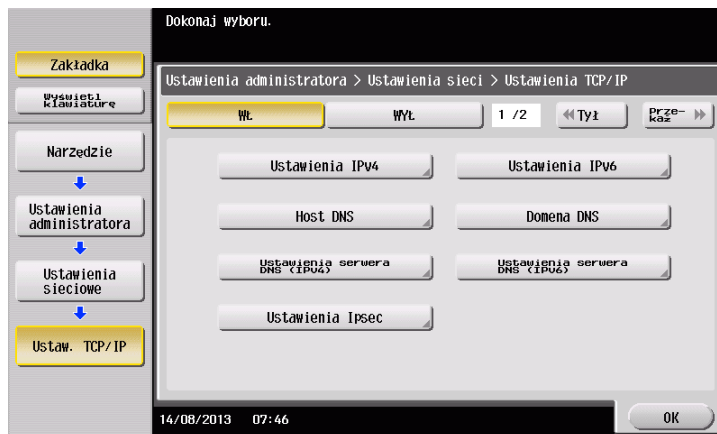 Dokonaj wyboru.
Zakładka
Wyświetl
klawiaturę
Narzędzie
Ustawienia
administratora
Ustawienia
sieciowe
Ustaw. TCP/IP
Ustawienia administratora > Ustawienia sieci > Ustawienia TCP/IP
WŁ
WYŁ
1 /2
Tył
Prze-
każ
Ustawienia IPv4
Ustawienia IPv6
Host DNS
Domena DNS
Ustawienia serwera
DNS (IPv4)
Ustawienia serwera
DNS (IPv6)
Ustawienia Ipsec
14/08/2013 07:46
OK